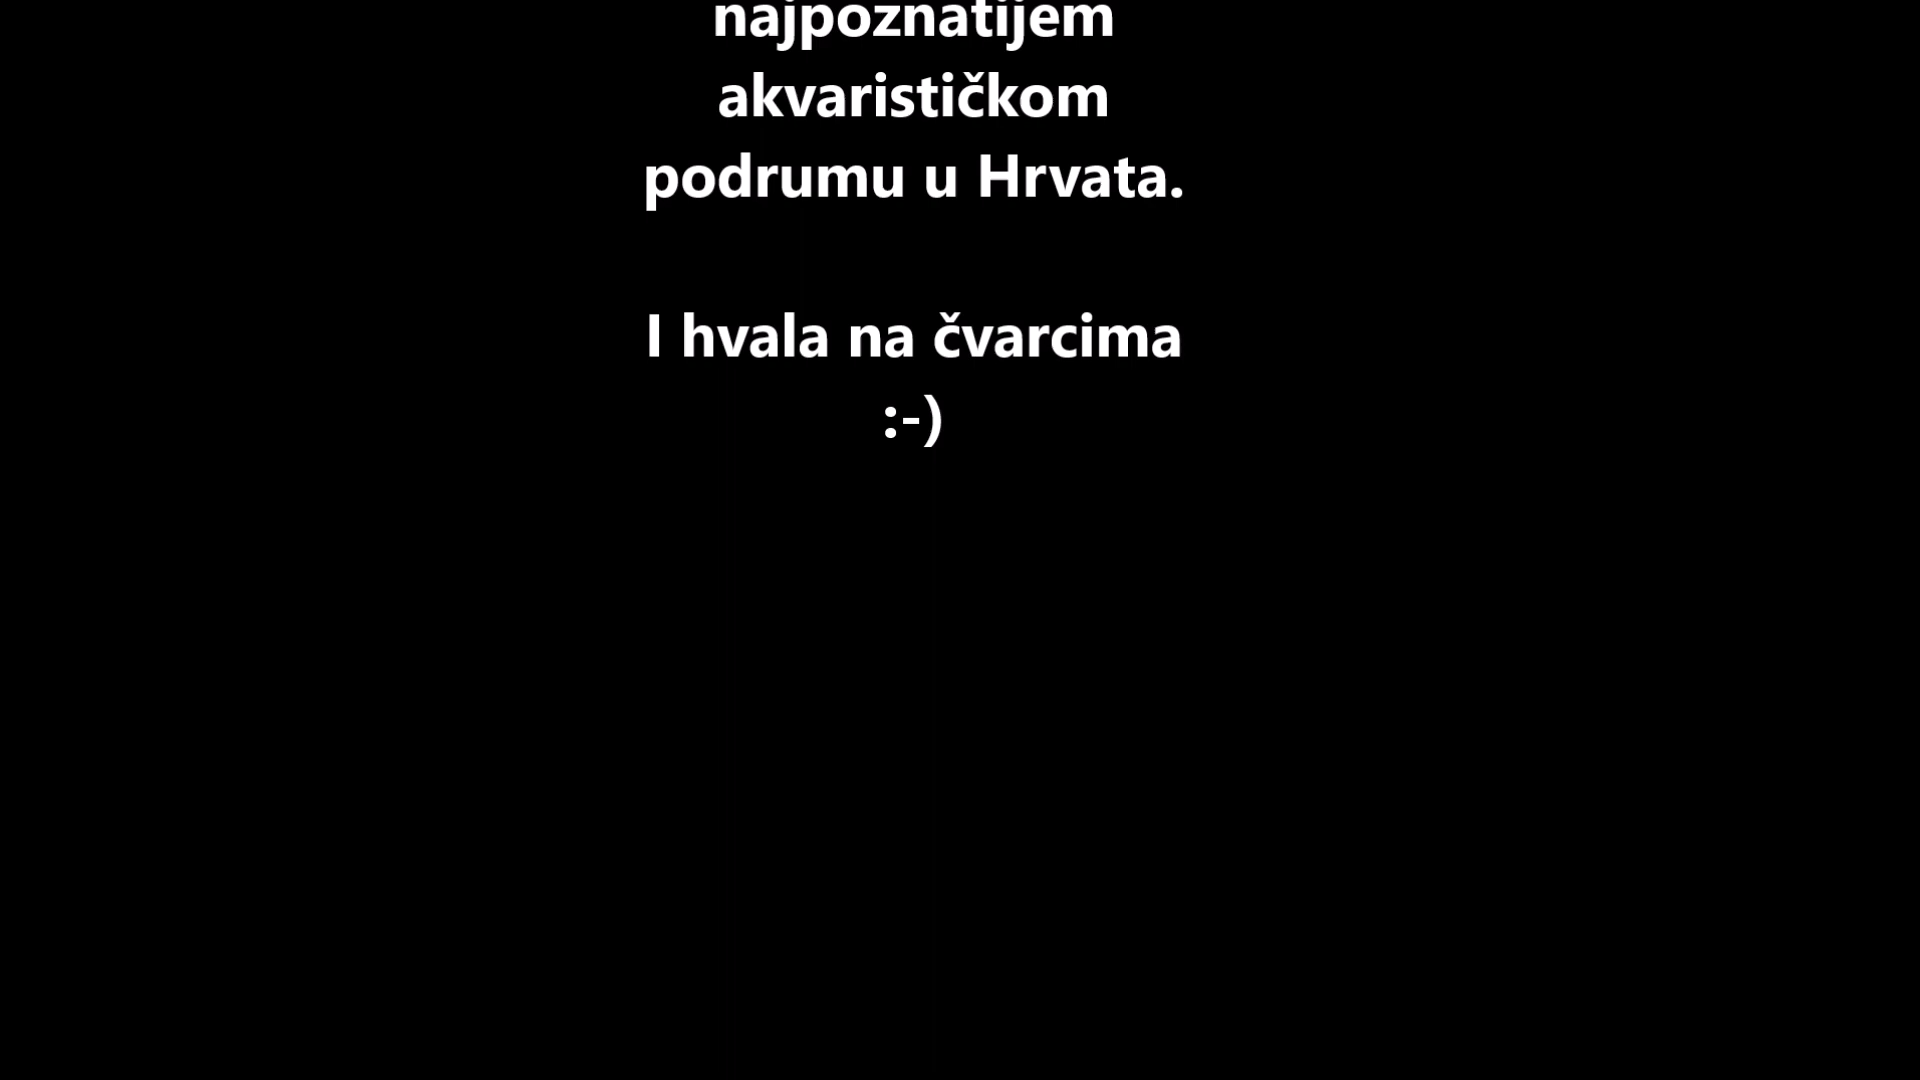 najpoznatijem
akvarističkom
podrumu u Hrvata.
I hvala na čvarcima
:-)